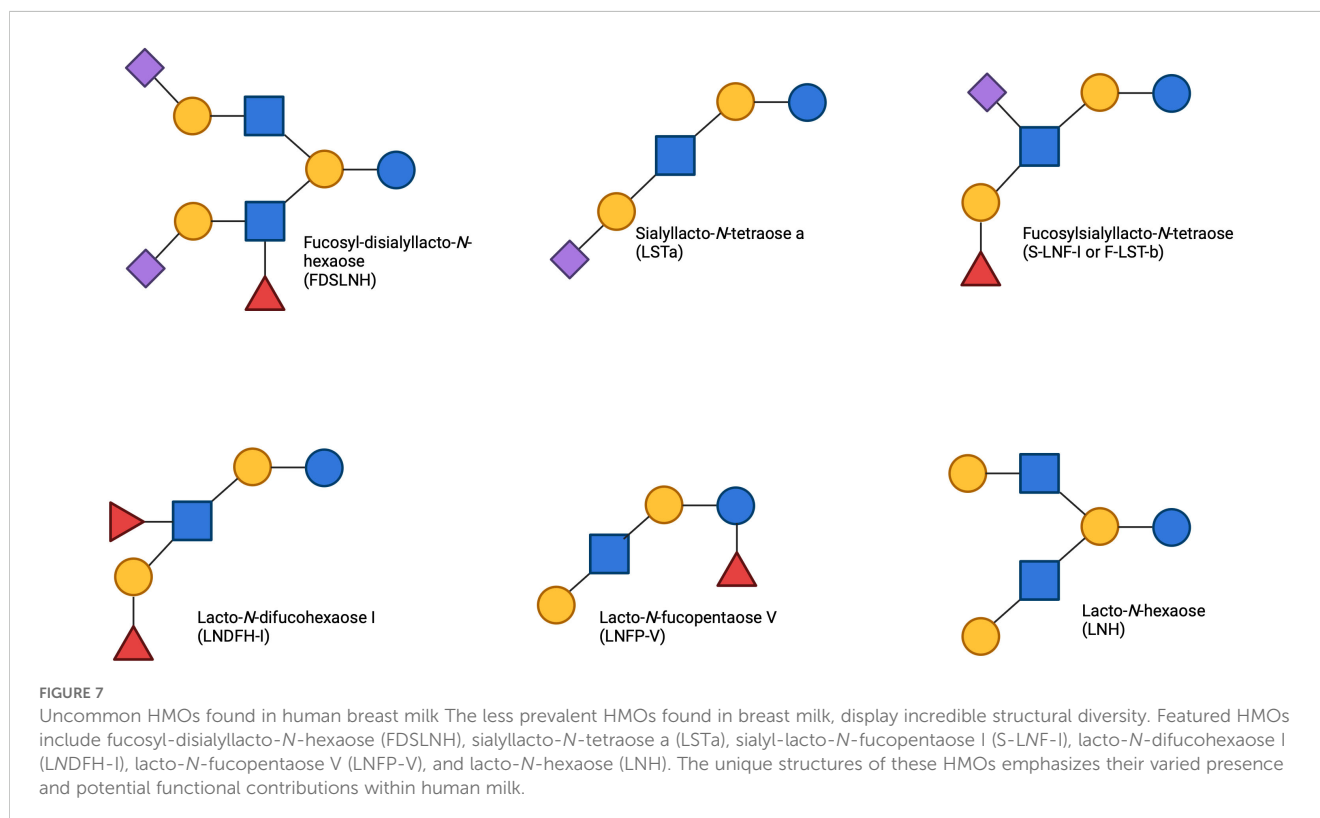 Fucosyl-disialyllacto-N-
hexaose
(FDSLNH)
Sialyllacto-N-tetraose a
(LSTa)
Fucosylsialyllacto-N-tetraose
(S-LNF-I or F-LST-b)
Lacto-N-difucohexaose I
(LNDFH-I)
Lacto-N-fucopentaose V
(LNFP-V)
Lacto-N-hexaose
(LNH)
FIGURE 7
Uncommon HMOs found in human breast milk The less prevalent HMOs found in breast milk, display incredible structural diversity. Featured HMOs
include fucosyl-disialyllacto-N-hexaose (FDSLNH), sialyllacto-N-tetraose a (LSTa), sialyl-lacto-N-fucopentaose I (S-LNF-I), lacto-N-difucohexaose I
(LNDFH-I), lacto-N-fucopentaose V (LNFP-V), and lacto-N-hexaose (LNH). The unique structures of these HMOs emphasizes their varied presence
and potential functional contributions within human milk.